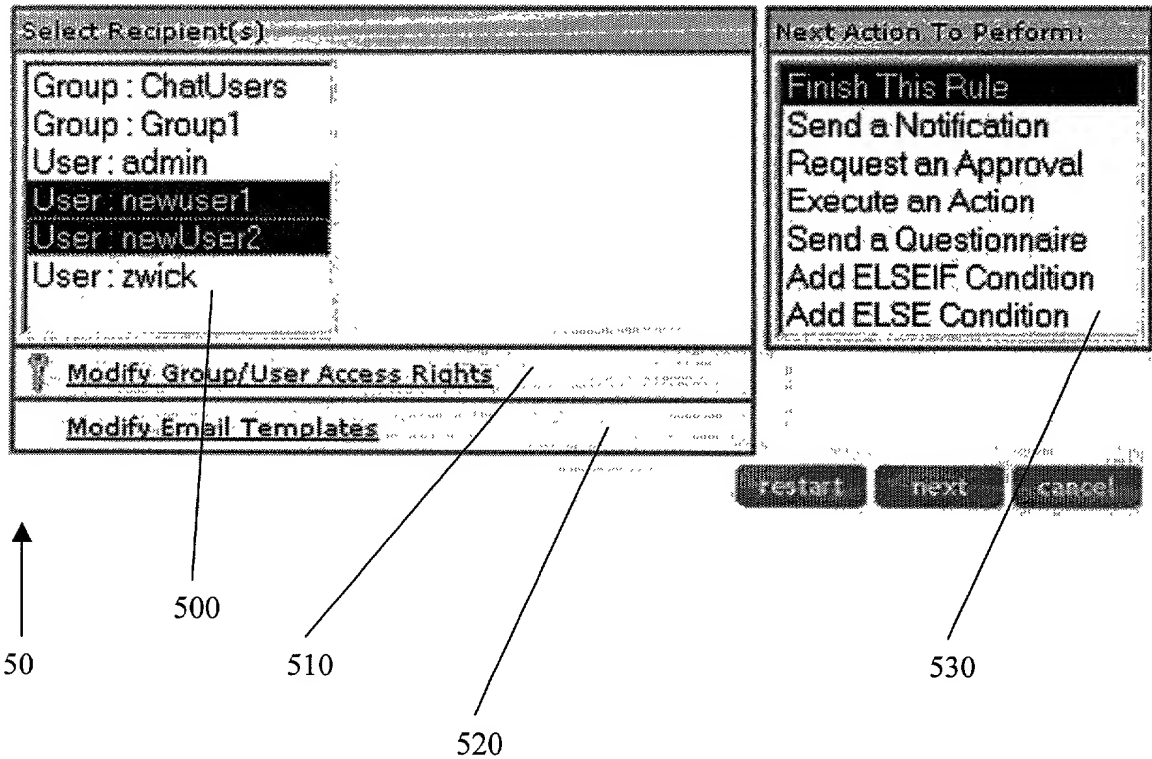 Select Recipient(s)
Group : ChatUsers
Group : Group1
User : admin
User : newuser1
User : newUser2
User : zwick
Modify Group/User Access Rights
Modify Email Templates
Next Action To Perform:
Finish This Rule
Send a Notification
Request an Approval
Execute an Action
Send a Questionnaire
Add ELSEIF Condition
Add ELSE Condition
restart next cancel
50
500
510
520
530